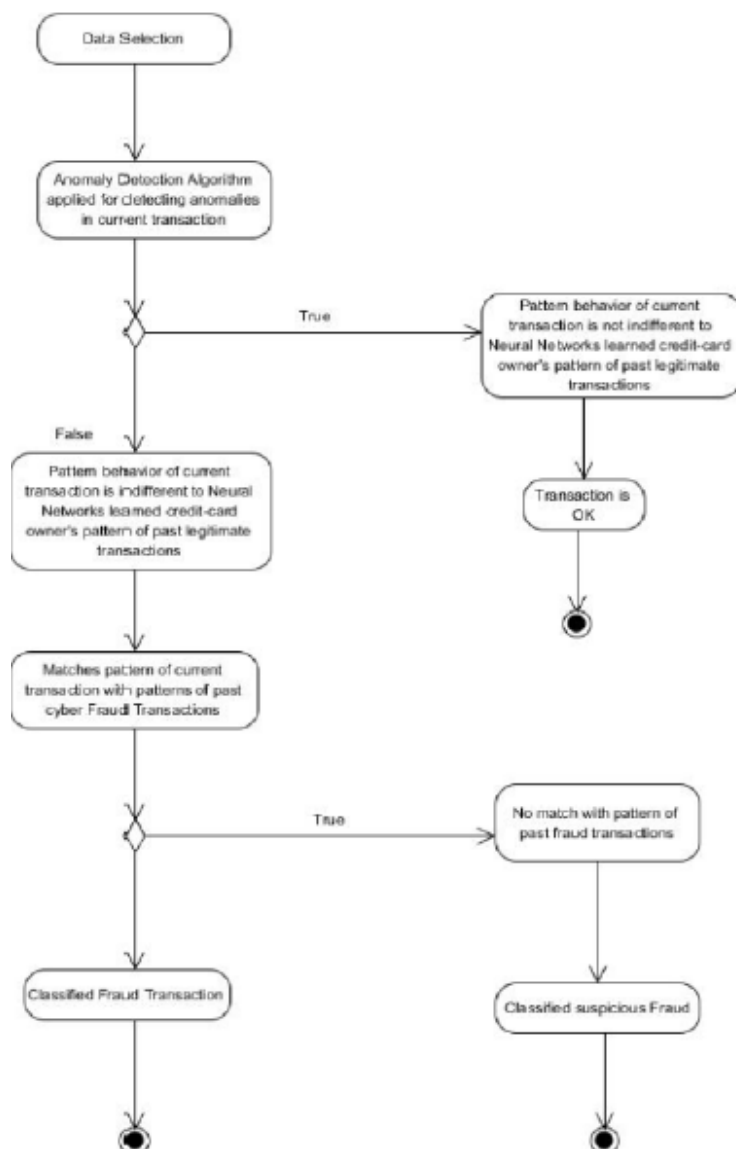 Data Selection
Anomaly Detection Algorithm
applied for detecting anomalies
in current transaction
True
Pattern behavior of current
transaction is not indifferent to
Neural Networks learned credit-card
owner's pattern of past legitimate
transactions
False
Pattern behavior of current
transaction is indifferent to Neural
Networks learned credit-card
owner's pattern of past legitimate
transactions
Transaction is
OK
Matches pattern of current
transaction with patterns of past
cyber Fraud Transactions
True
No match with pattern of
past fraud transactions
Classified Fraud Transaction
Classified suspicious Fraud